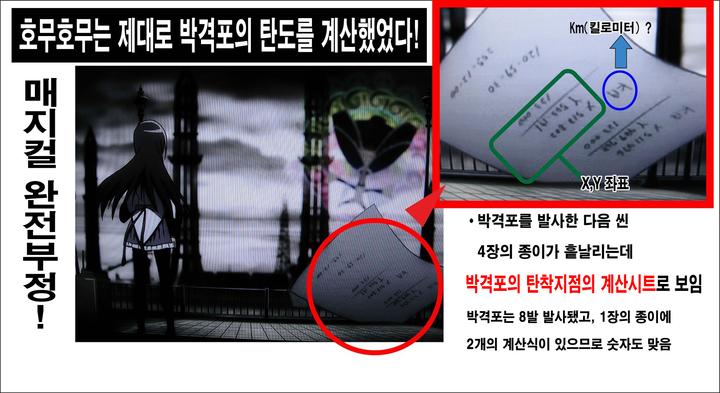 호무호무는 제대로 박격포의 탄도를 계산했었다!
매지컬 완전부정!
Km(킬로미터) ?
X,Y 좌표
• 박격포를 발사한 다음 씬
4장의 종이가 흩날리는데
박격포의 탄착지점의 계산시트로 보임
박격포는 8발 발사됐고, 1장의 종이에
2개의 계산식이 있으므로 숫자도 맞음